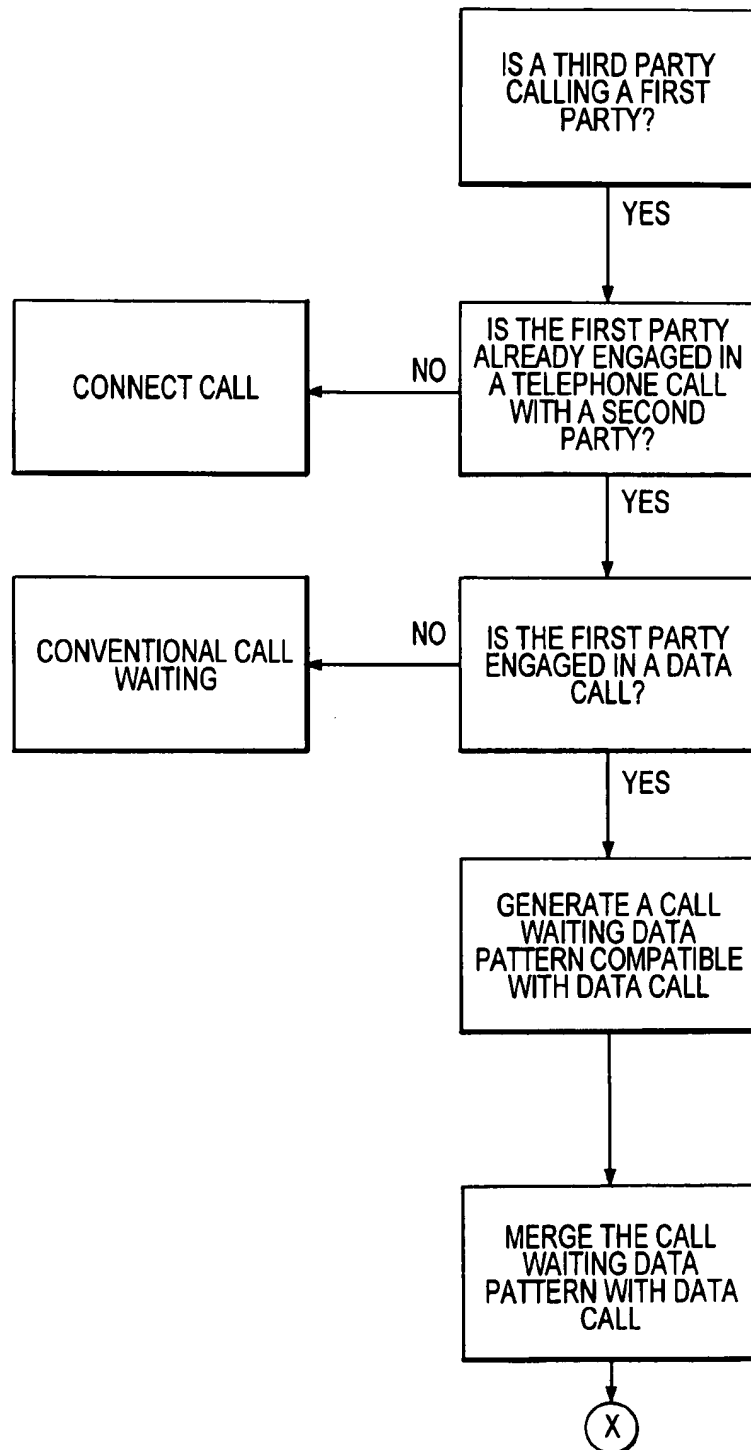 IS A THIRD PARTY
CALLING A FIRST
PARTY?
YES
IS THE FIRST PARTY
ALREADY ENGAGED IN
A TELEPHONE CALL
WITH A SECOND
PARTY?
NO
CONNECT CALL
YES
IS THE FIRST PARTY
ENGAGED IN A DATA
CALL?
NO
CONVENTIONAL CALL
WAITING
YES
GENERATE A CALL
WAITING DATA
PATTERN COMPATIBLE
WITH DATA CALL
MERGE THE CALL
WAITING DATA
PATTERN WITH DATA
CALL
X